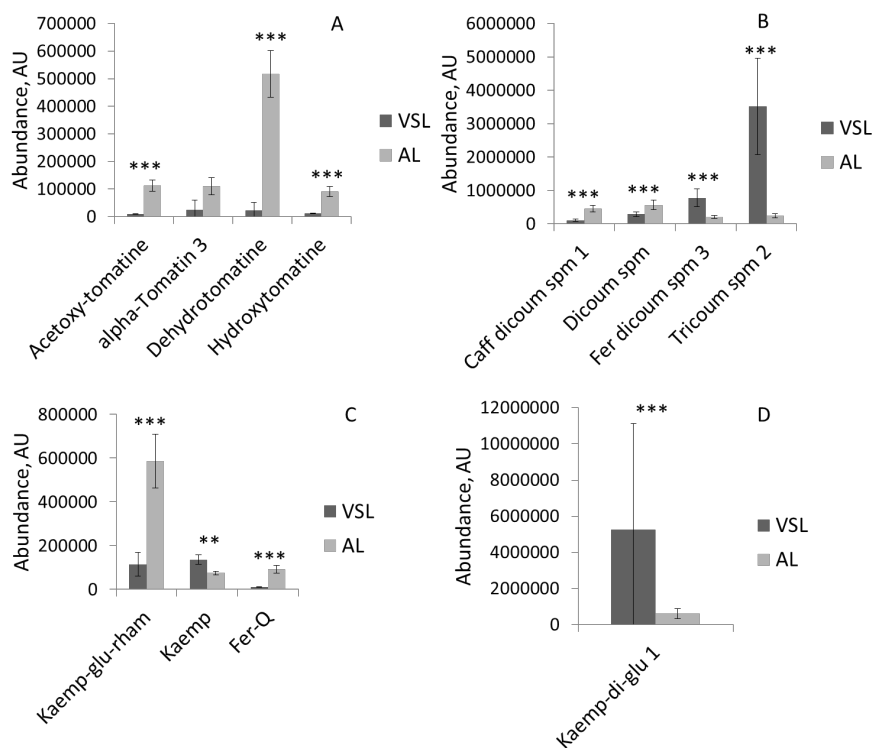 A
Abundance, AU
700000
600000
500000
400000
300000
200000
100000
0
***
***
***
VSL
AL
Acetoxy-tomatine
alpha-Tomatin 3
Dehydrotomatine
Hydroxytomatine
B
Abundance, AU
6000000
5000000
4000000
3000000
2000000
1000000
0
***
***
***
***
VSL
AL
Caff dicoum spm 1
Dicoum spm
Fer dicoum spm 3
Tricoum spm 2
C
Abundance, AU
800000
600000
400000
200000
0
***
**
***
VSL
AL
Kaemp-glu-rham
Kaemp
Fer-Q
D
Abundance, AU
12000000
10000000
8000000
6000000
4000000
2000000
0
***
VSL
AL
Kaemp-di-glu 1